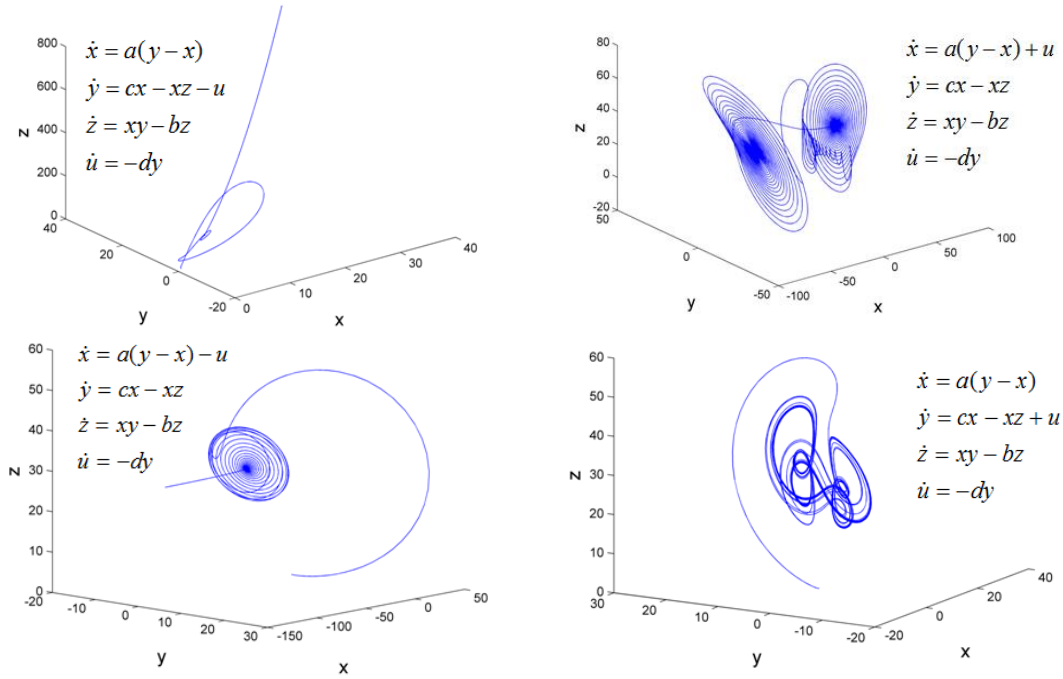 ẋ = a(y − x)
ẏ = cx − xz − u
ż = xy − bz
u̇ = −dy
800
600
400
200
0
z
40
20
0
-20
y
0
10
20
30
40
x
ẋ = a(y − x) + u
ẏ = cx − xz
ż = xy − bz
u̇ = −dy
80
60
40
20
0
-20
z
50
0
-50
y
-100
-50
0
50
100
x
ẋ = a(y − x) − u
ẏ = cx − xz
ż = xy − bz
u̇ = −dy
60
50
40
30
20
10
0
z
-20
-10
0
10
20
30
y
-150
-100
-50
0
50
x
ẋ = a(y − x)
ẏ = cx − xz + u
ż = xy − bz
u̇ = −dy
60
50
40
30
20
10
0
z
30
20
10
0
-10
-20
y
-20
0
20
40
x